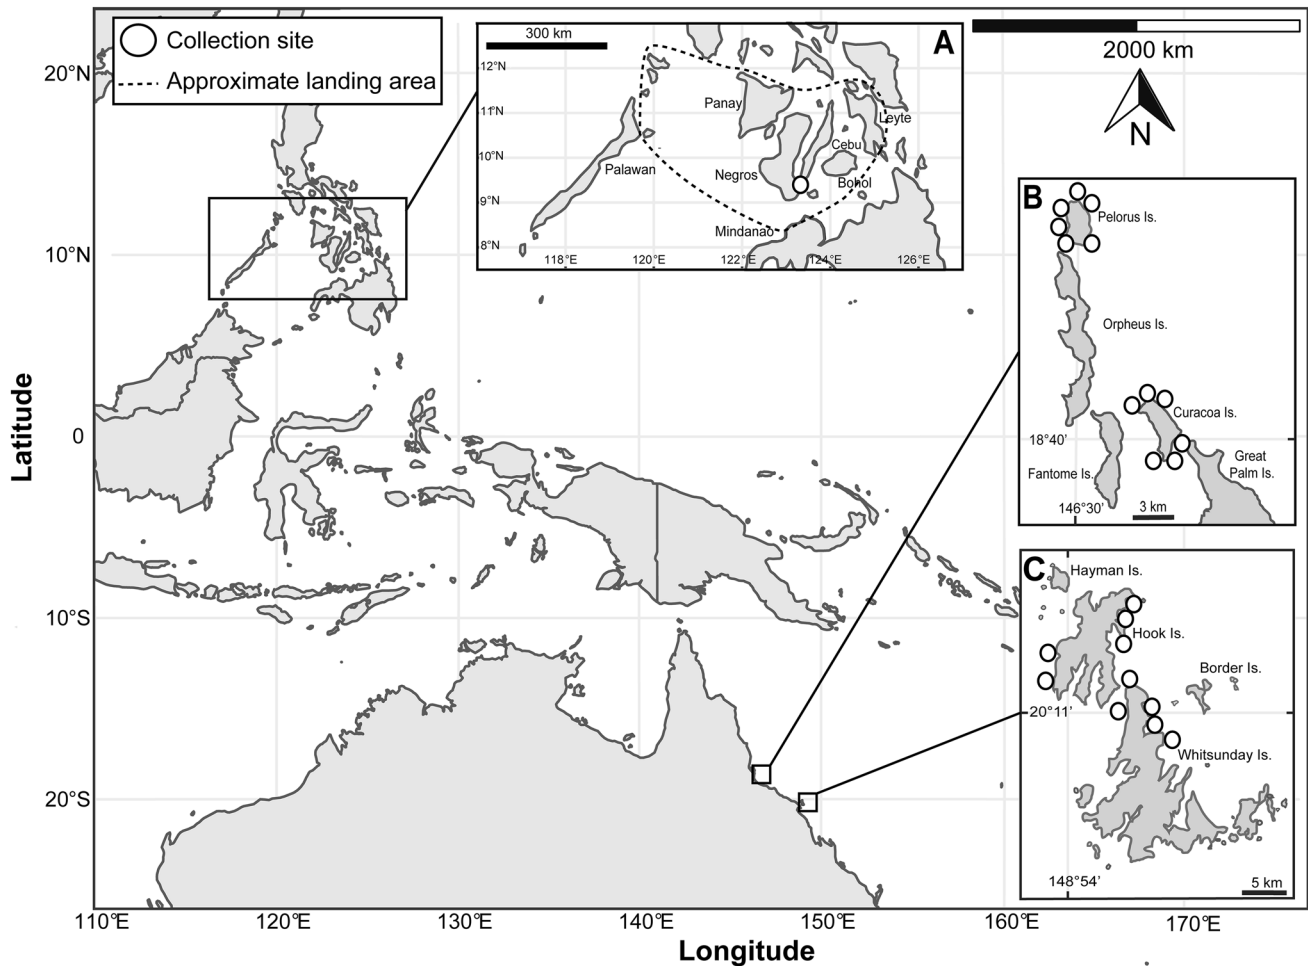 Collection site
Approximate landing area
300 km
A
12°N
11°N
10°N
9°N
8°N
118°E
120°E
122°E
124°E
126°E
Panay
Leyte
Cebu
Palawan
Negros
Bohol
Mindanao
2000 km
N
B
Pelorus Is.
Orpheus Is.
Curacoa Is.
18°40'
Fantome Is.
Great
Palm Is.
146°30'
3 km
C
Hayman Is.
Hook Is.
Border Is.
20°11'
Whitsunday Is.
148°54'
5 km
20°N
10°N
0
10°S
20°S
Latitude
110°E
120°E
130°E
140°E
150°E
160°E
170°E
Longitude